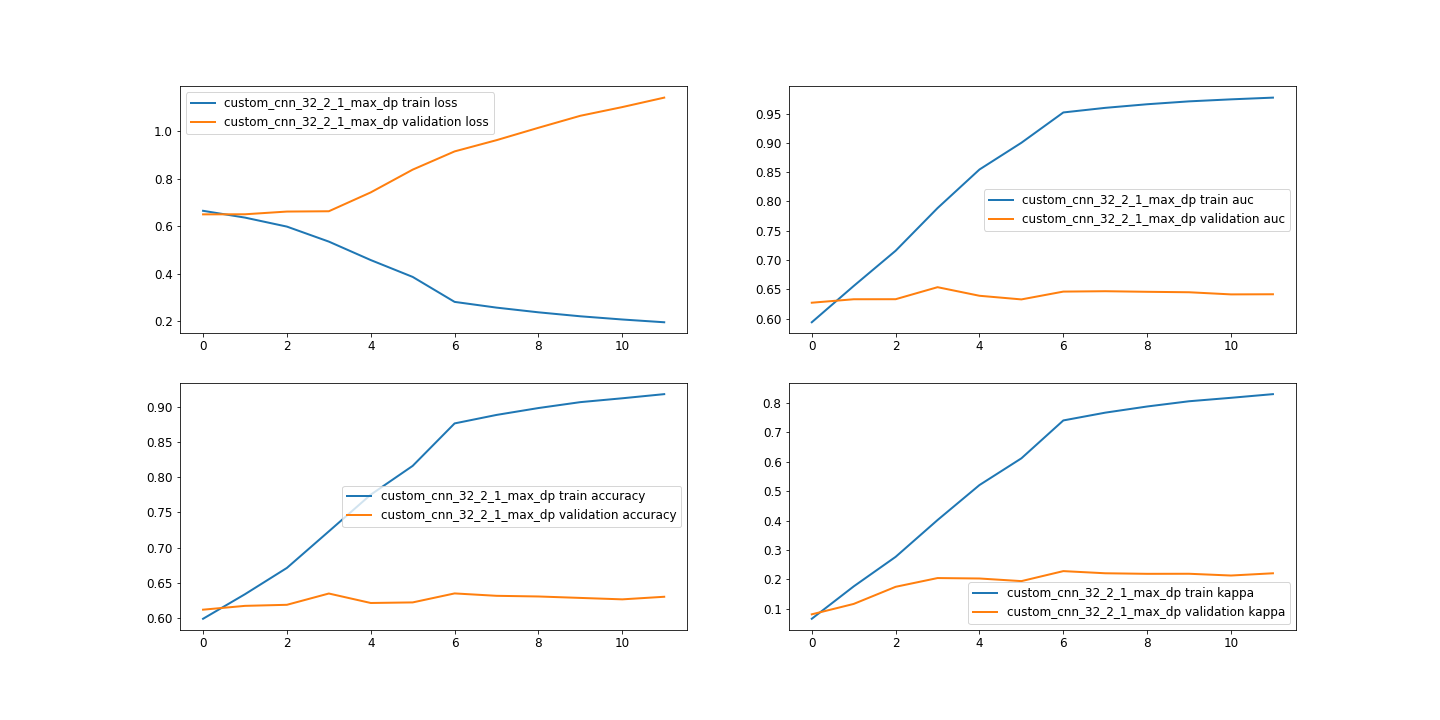 custom_cnn_32_2_1_max_dp train loss
custom_cnn_32_2_1_max_dp validation loss
1.0
0.8
0.6
0.4
0.2
0 2 4 6 8 10
0.95
0.90
0.85
0.80
0.75
0.70
0.65
0.60
custom_cnn_32_2_1_max_dp train auc
custom_cnn_32_2_1_max_dp validation auc
0 2 4 6 8 10
0.90
0.85
0.80
0.75
0.70
0.65
0.60
custom_cnn_32_2_1_max_dp train accuracy
custom_cnn_32_2_1_max_dp validation accuracy
0 2 4 6 8 10
0.8
0.7
0.6
0.5
0.4
0.3
0.2
0.1
custom_cnn_32_2_1_max_dp train kappa
custom_cnn_32_2_1_max_dp validation kappa
0 2 4 6 8 10